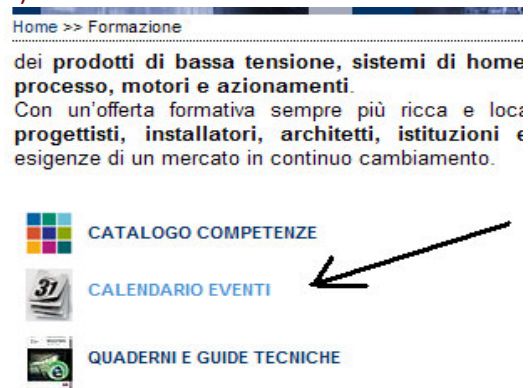 Home >> Formazione
dei prodotti di bassa tensione, sistemi di home
processo, motori e azionamenti.
Con un'offerta formativa sempre più ricca e loca
progettisti, installatori, architetti, istituzioni e
esigenze di un mercato in continuo cambiamento.
CATALOGO COMPETENZE
31
CALENDARIO EVENTI
QUADERNI E GUIDE TECNICHE